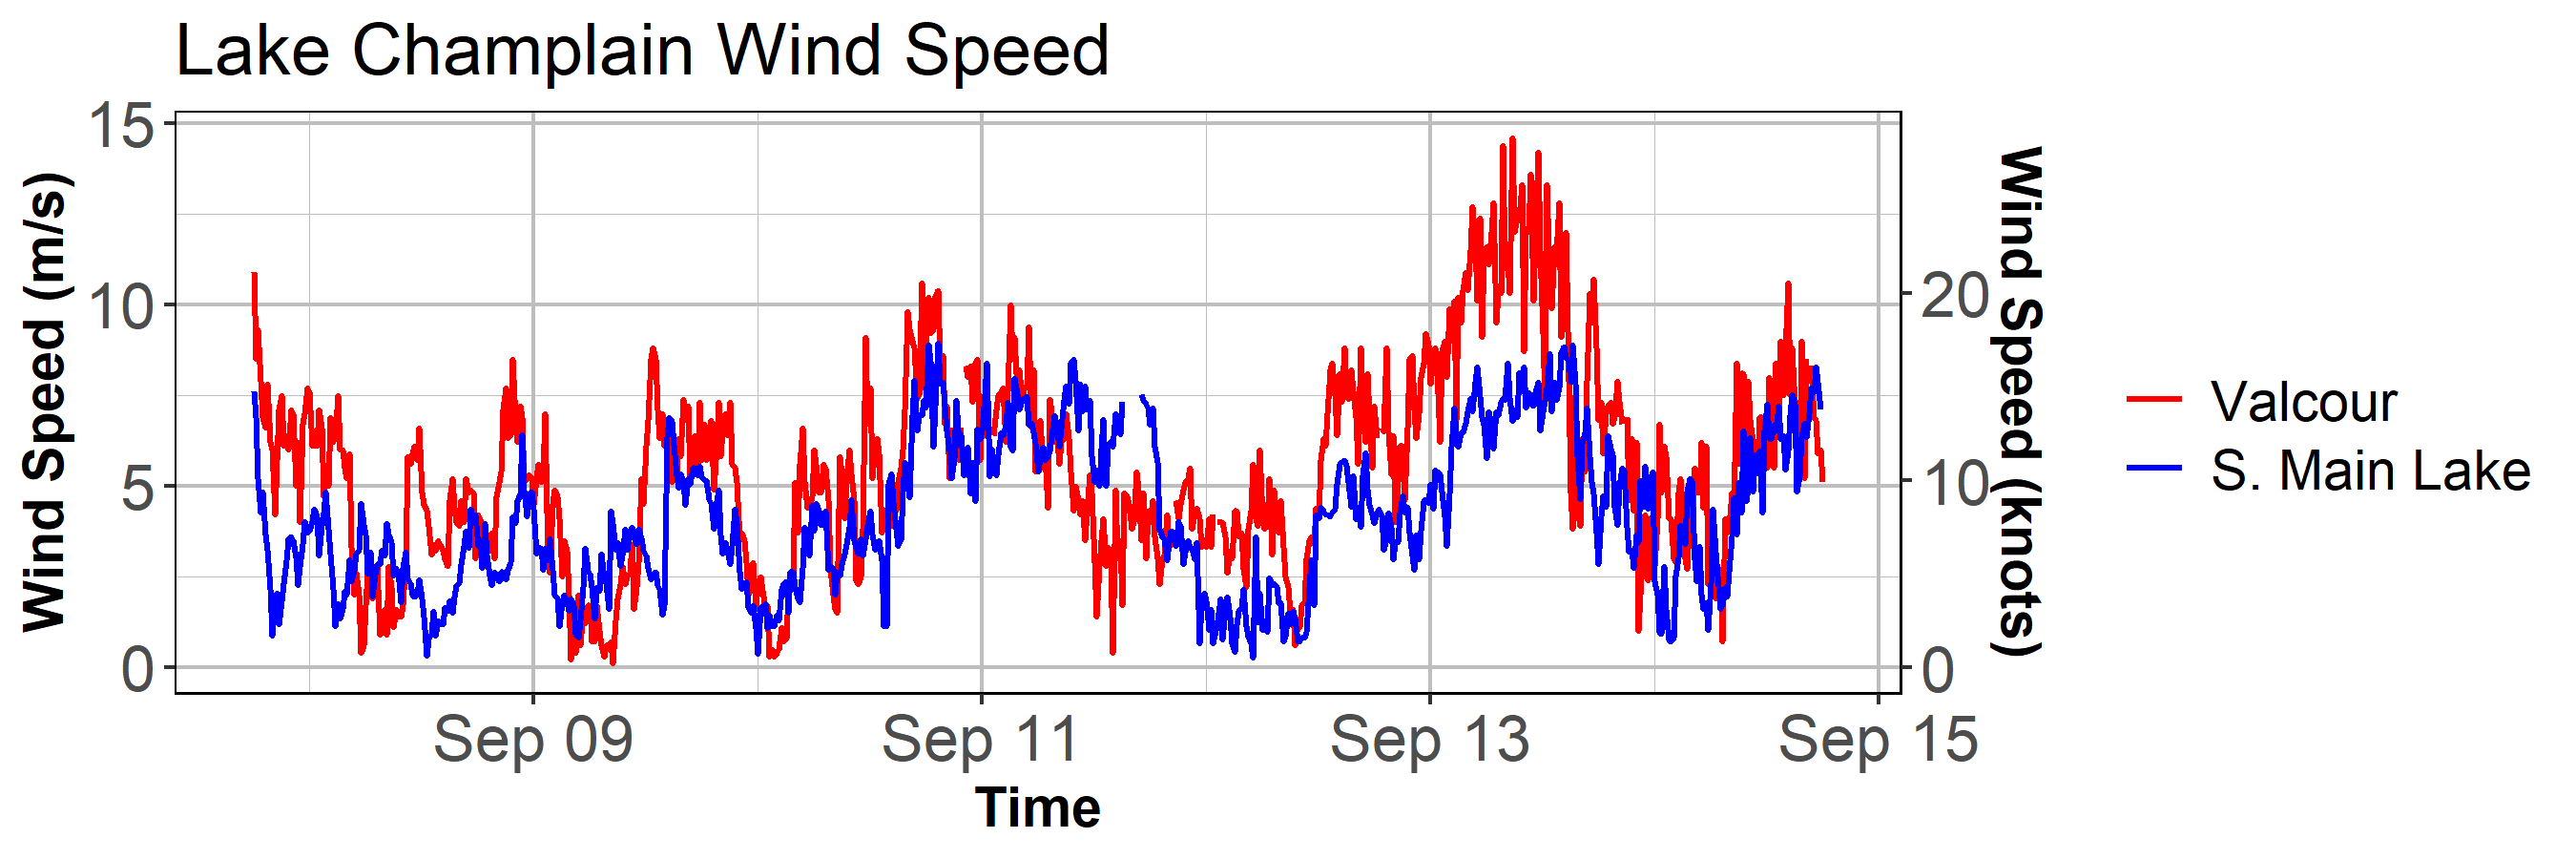 Lake Champlain Wind Speed
15
10
5
0
Wind Speed (m/s)
20
10
0
Wind Speed (knots)
Sep 09
Sep 11
Sep 13
Sep 15
Time
Valcour
S. Main Lake